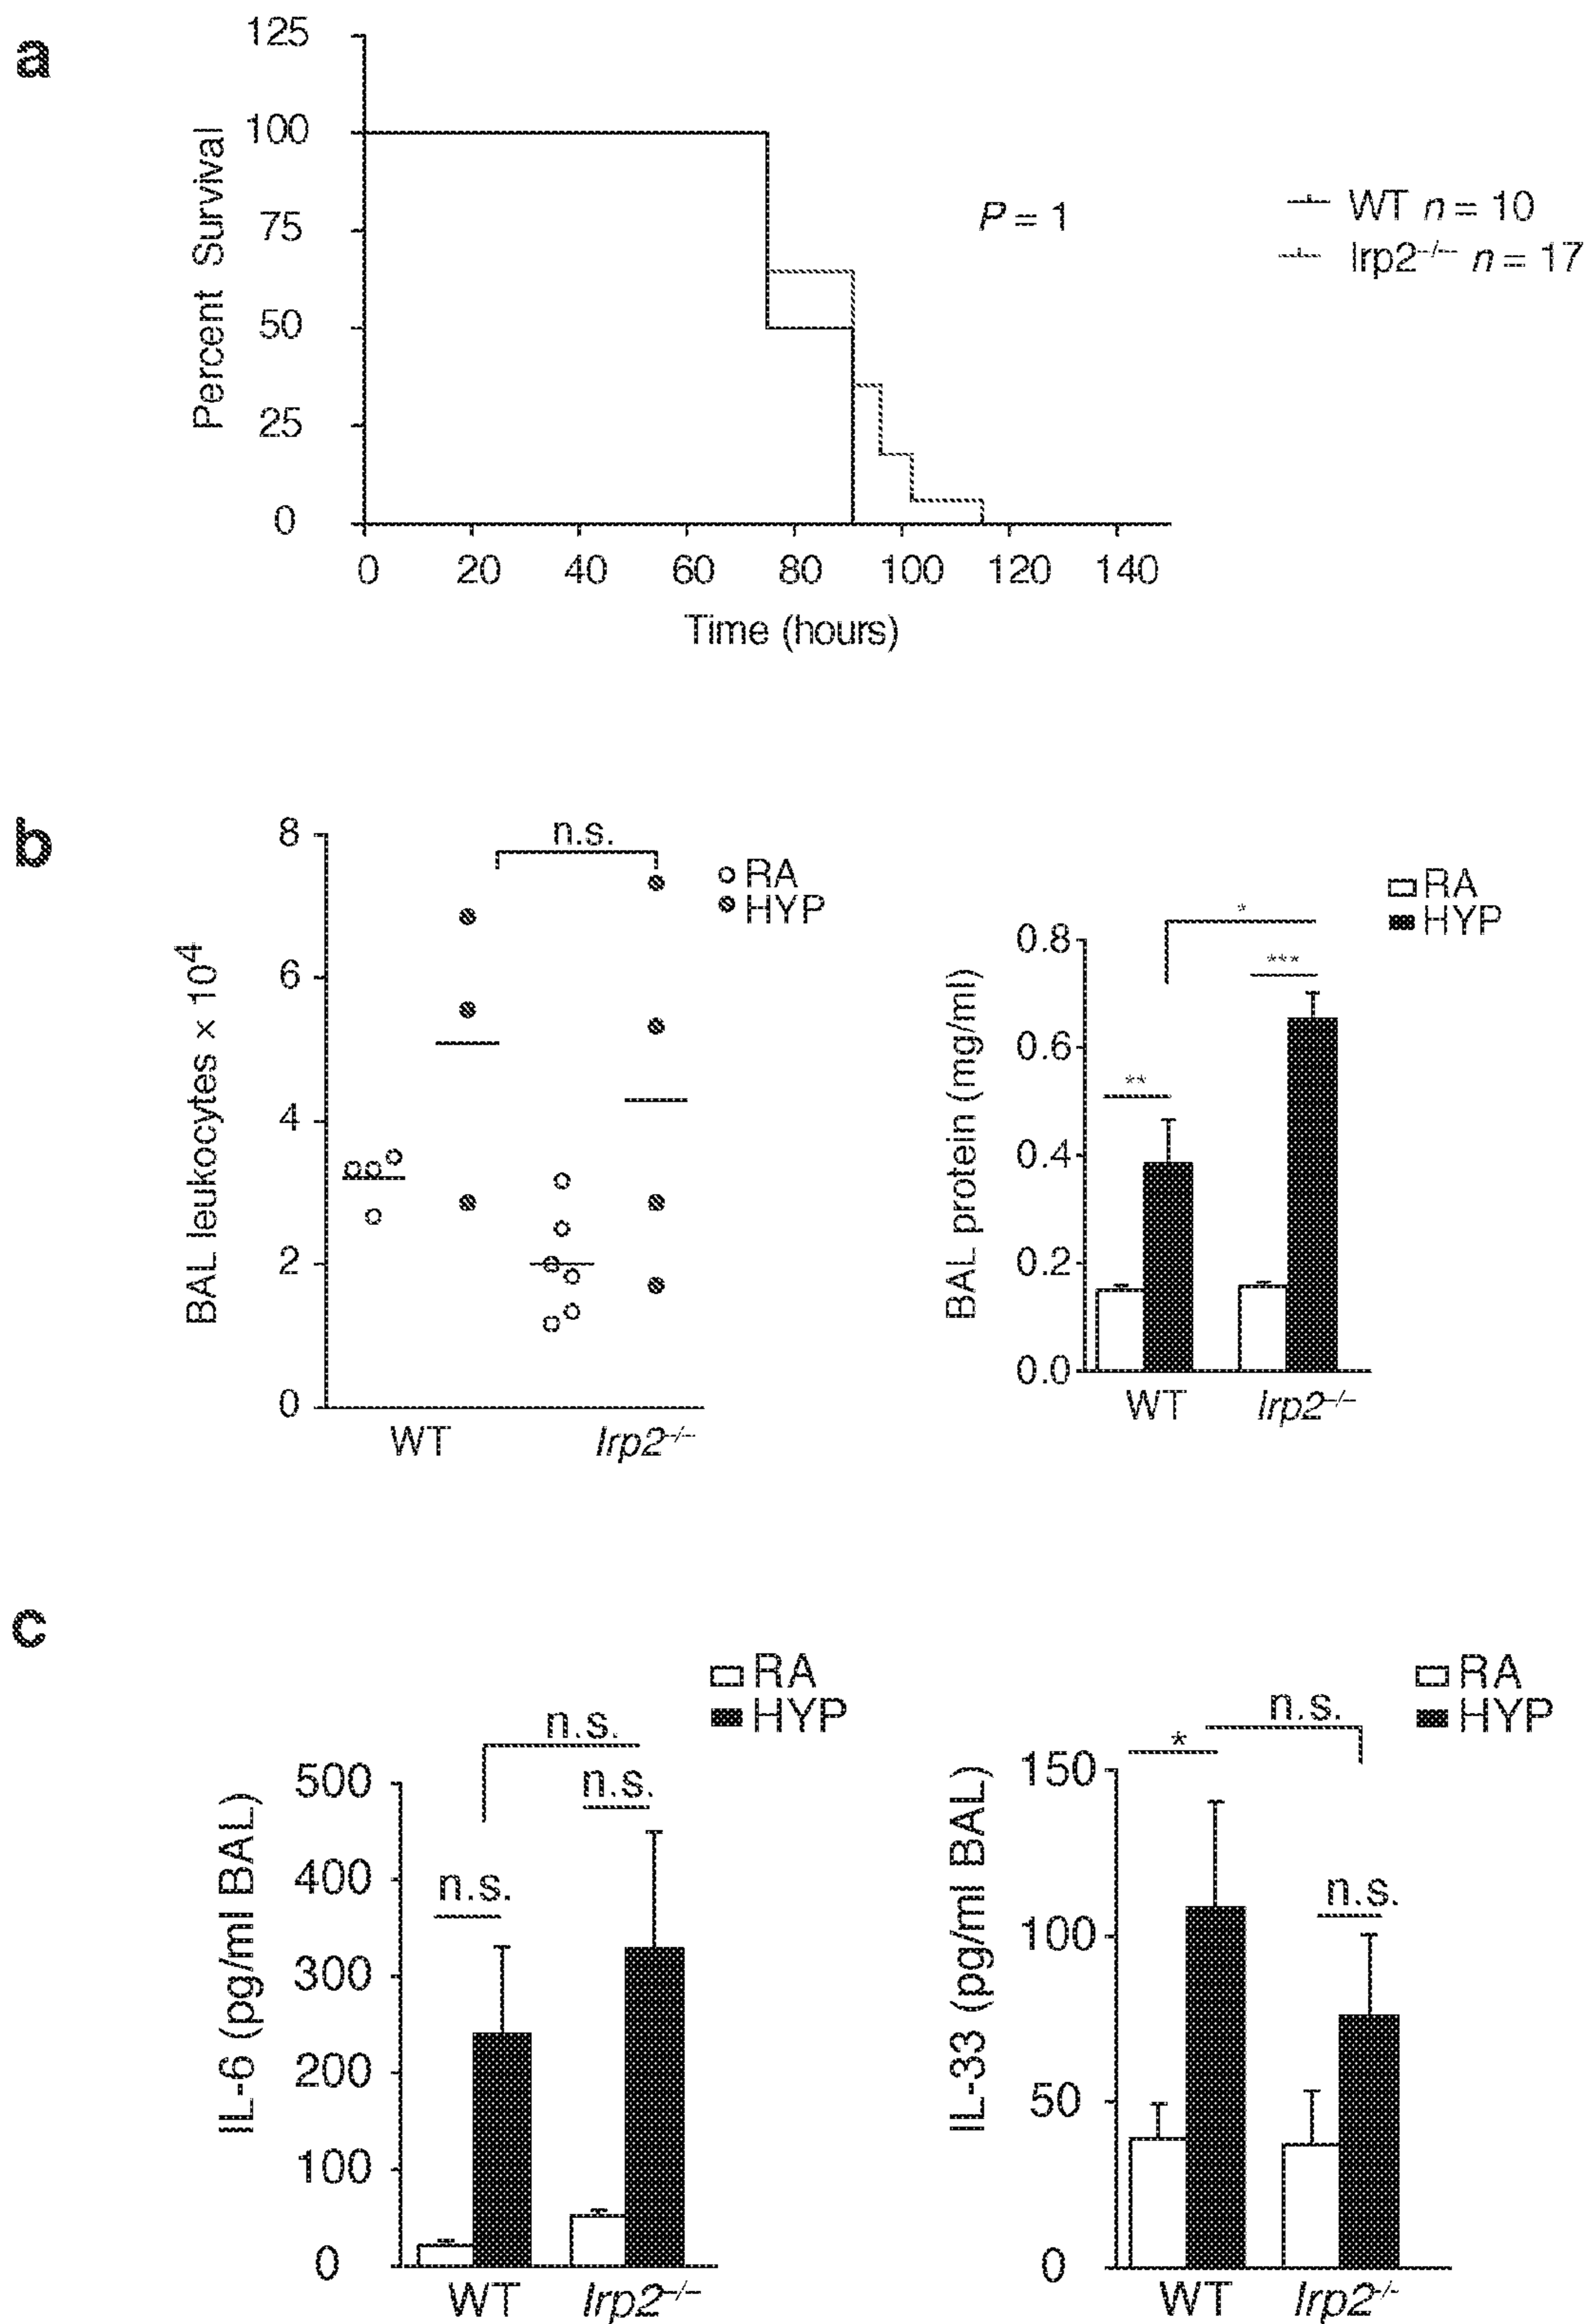 a
125
100
75
50
25
0
Percent Survival
P = 1
WT n = 10
Irp2-/- n = 17
0 20 40 60 80 100 120 140
Time (hours)
b
8
6
4
2
0
BAL leukocytes × 10^4
n.s.
RA
HYP
WT Irp2-/-
0.8
0.6
0.4
0.2
0.0
BAL protein (mg/ml)
*
***
**
RA
HYP
WT Irp2-/-
c
500
400
300
200
100
0
IL-6 (pg/ml BAL)
RA
HYP
n.s.
n.s.
n.s.
WT Irp2-/-
150
100
50
0
IL-33 (pg/ml BAL)
RA
HYP
n.s.
*
n.s.
WT Irp2-/-